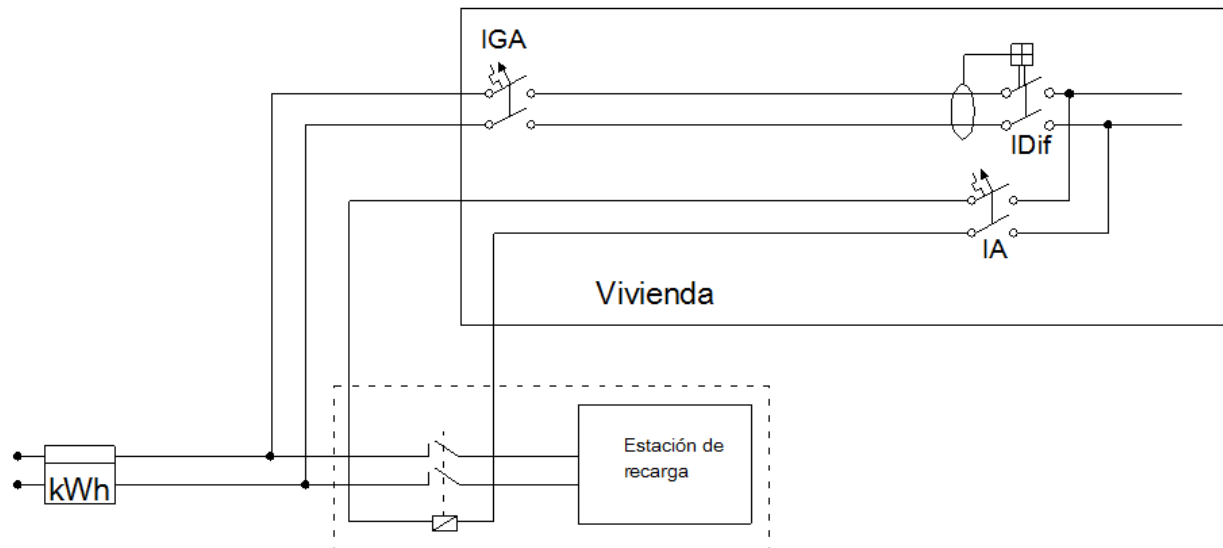 IGA
IDif
IA
Vivienda
Estación de
recarga
kWh